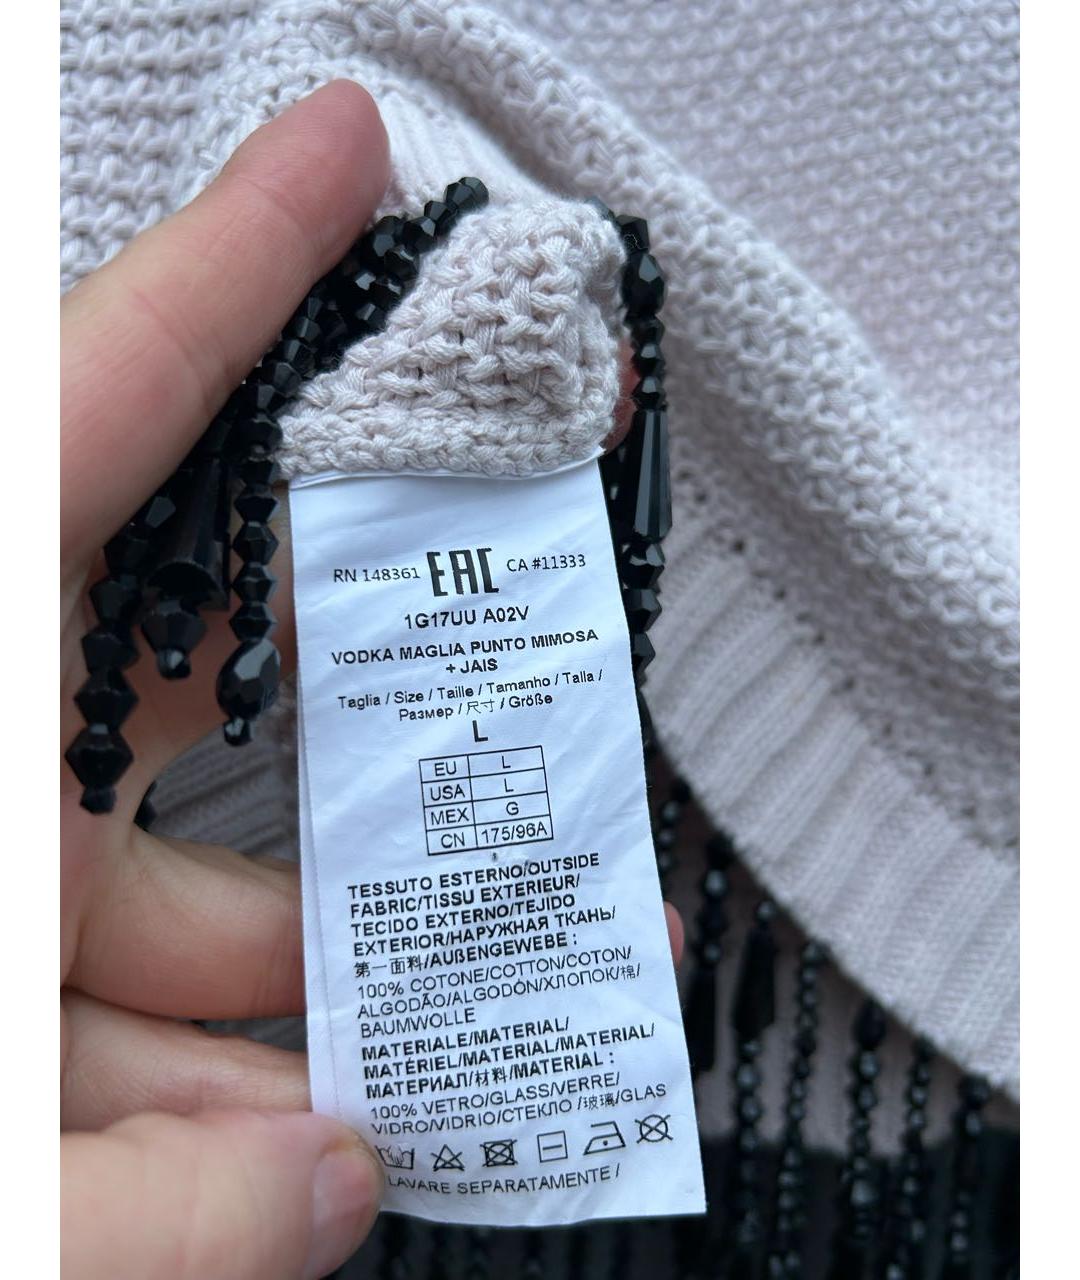 RN 148361 EAC CA #11333
1G17UU A02V
VODKA MAGLIA PUNTO MIMOSA
+ JAIS
Taglia / Size / Taille / Tamanho / Talla /
Размер / 尺寸 / Größe
L
EU L
USA L
MEX G
CN 175/96A
TESSUTO ESTERNO/OUTSIDE
FABRIC/TISSU EXTERIEUR/
TECIDO EXTERNO/TEJIDO
EXTERIOR/НАРУЖНАЯ ТКАНЬ/
第一面料/AUßENGEWEBE :
100% COTONE/COTTON/COTON/
ALGODÃO/ALGODÓN/ХЛОПОК/棉/
BAUMWOLLE
MATERIALE/MATERIAL/
MATÉRIEL/MATERIAL/MATERIAL/
МАТЕРИАЛ/材料/MATERIAL :
100% VETRO/GLASS/VERRE/
VIDRO/VIDRIO/СТЕКЛО /玻璃/GLAS
LAVARE SEPARATAMENTE /